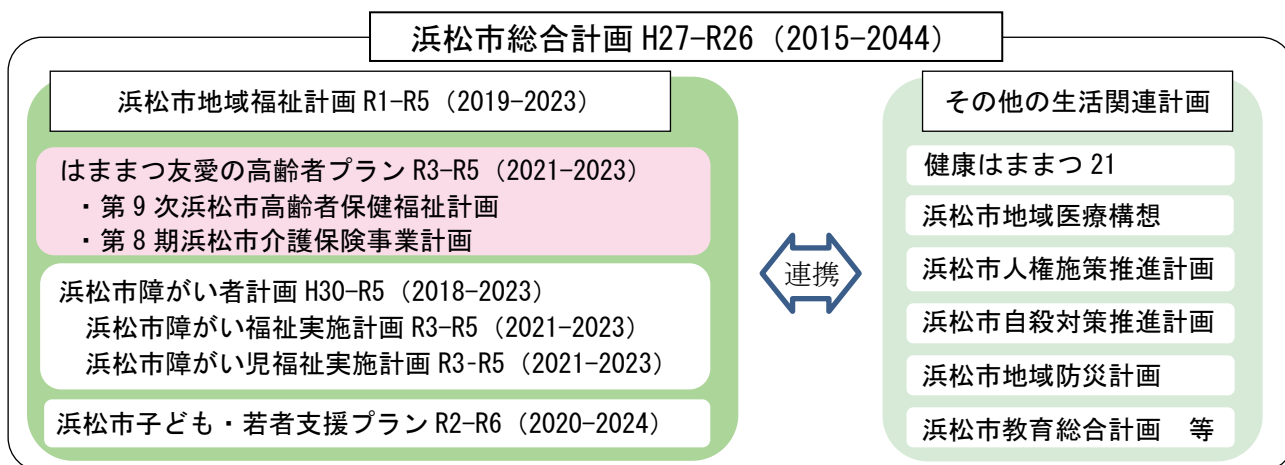 浜松市総合計画 H27-R26（2015-2044）
浜松市地域福祉計画 R1-R5（2019-2023）
はままつ友愛の高齢者プラン R3-R5（2021-2023）
・第9次浜松市高齢者保健福祉計画
・第8期浜松市介護保険事業計画
浜松市障がい者計画 H30-R5（2018-2023）
浜松市障がい福祉実施計画 R3-R5（2021-2023）
浜松市障がい児福祉実施計画 R3-R5（2021-2023）
浜松市子ども・若者支援プラン R2-R6（2020-2024）
連携
その他の生活関連計画
健康はままつ 21
浜松市地域医療構想
浜松市人権施策推進計画
浜松市自殺対策推進計画
浜松市地域防災計画
浜松市教育総合計画　等